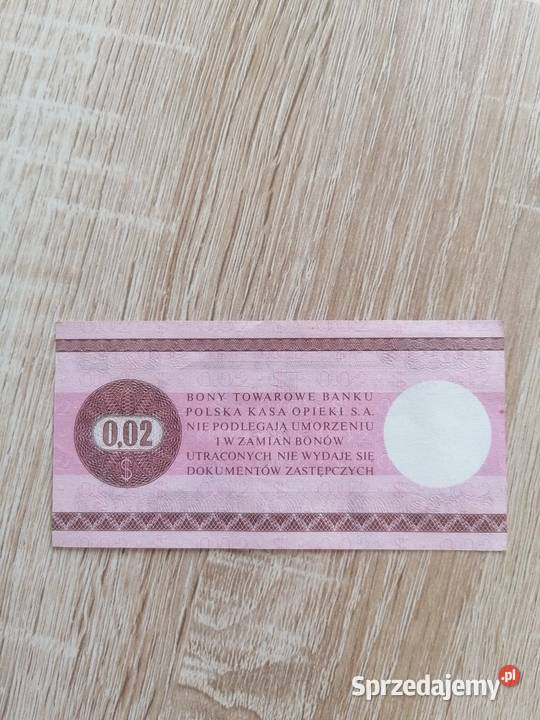 BONY TOWAROWE BANKU
POLSKA KASA OPIEKI S.A.
NIE PODLEGAJĄ UMORZENIU
I W ZAMIAN BONÓW
UTRACONYCH NIE WYDAJE SIĘ
DOKUMENTÓW ZASTĘPCZYCH
0,02
$
Sprzedajemy.pl